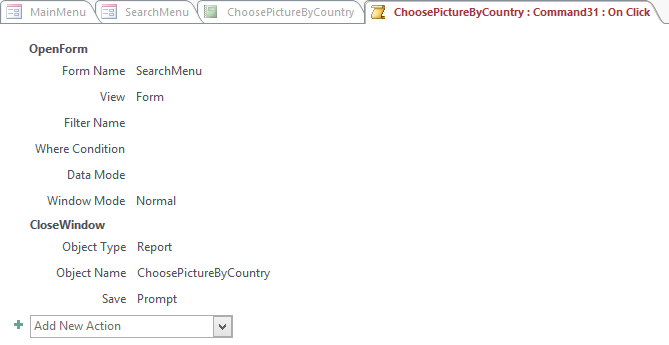 MainMenu SearchMenu ChoosePictureByCountry ChoosePictureByCountry : Command31 : On Click
OpenForm
Form Name SearchMenu
View Form
Filter Name
Where Condition
Data Mode
Window Mode Normal
CloseWindow
Object Type Report
Object Name ChoosePictureByCountry
Save Prompt
Add New Action